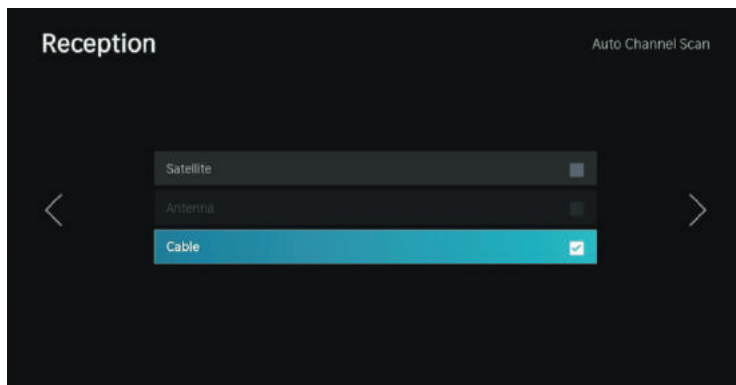 Reception
Auto Channel Scan
Satellite
Antenna
Cable